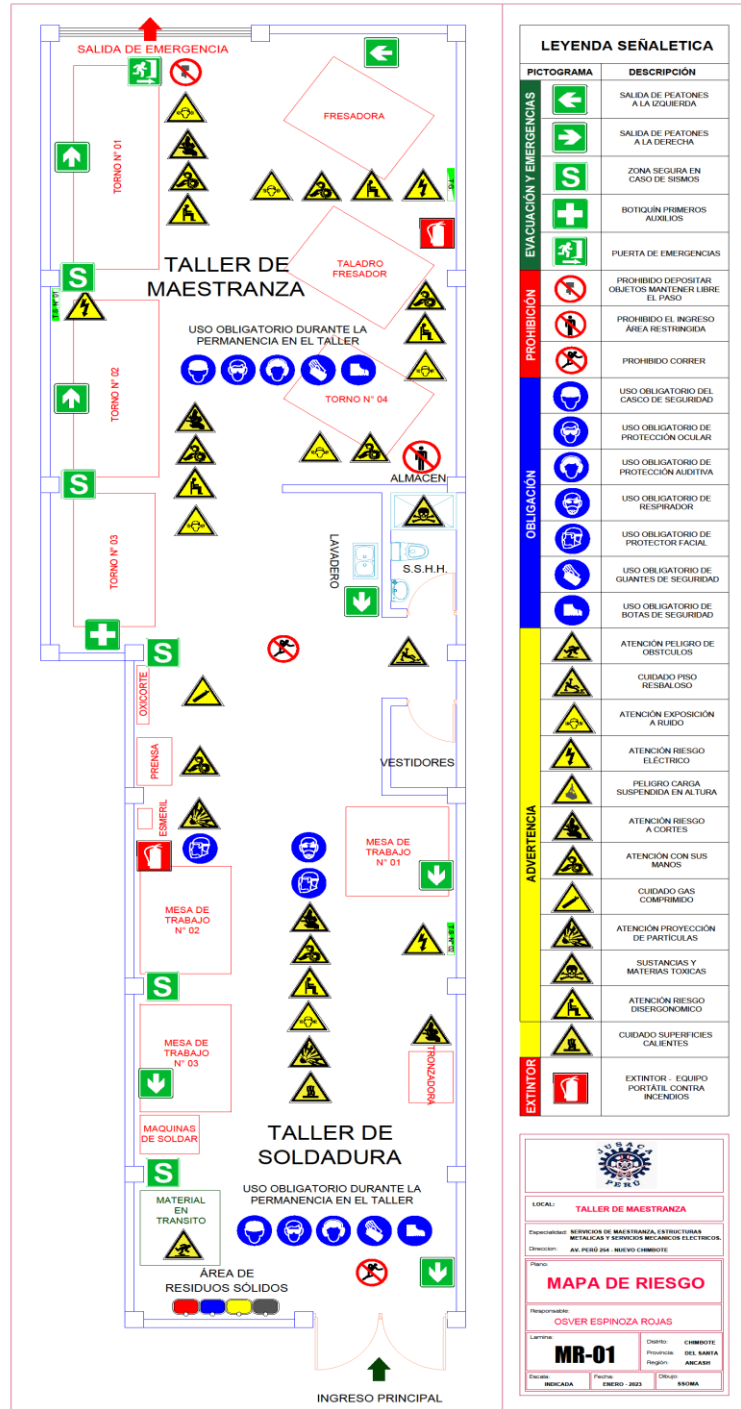 SALIDA DE EMERGENCIA
FRESADORA
TORNO N° 01
TALLER DE
MAESTRANZA
TALADRO
FRESADOR
USO OBLIGATORIO DURANTE LA
PERMANENCIA EN EL TALLER
TORNO N° 02
TORNO N° 04
S
S
ALMACEN
TORNO N° 03
LAVADERO
S.S.H.H.
S
OXICORTE
PRENSA
VESTIDORES
ESMERIL
MESA DE
TRABAJO
N° 01
MESA DE
TRABAJO
N° 02
S
MESA DE
TRABAJO
N° 03
TRONZADORA
MAQUINAS
DE SOLDAR
TALLER DE
SOLDADURA
S
MATERIAL
EN
TRANSITO
USO OBLIGATORIO DURANTE LA
PERMANENCIA EN EL TALLER
ÁREA DE
RESIDUOS SÓLIDOS
INGRESO PRINCIPAL
LEYENDA SEÑALETICA
PICTOGRAMA
DESCRIPCIÓN
EVACUACIÓN Y EMERGENCIAS
SALIDA DE PEATONES
A LA IZQUIERDA
SALIDA DE PEATONES
A LA DERECHA
S
ZONA SEGURA EN
CASO DE SISMOS
BOTIQUÍN PRIMEROS
AUXILIOS
PUERTA DE EMERGENCIAS
PROHIBICIÓN
PROHIBIDO DEPOSITAR
OBJETOS MANTENER LIBRE
EL PASO
PROHIBIDO EL INGRESO
ÁREA RESTRINGIDA
PROHIBIDO CORRER
OBLIGACIÓN
USO OBLIGATORIO DEL
CASCO DE SEGURIDAD
USO OBLIGATORIO DE
PROTECCIÓN OCULAR
USO OBLIGATORIO DE
PROTECCIÓN AUDITIVA
USO OBLIGATORIO DE
RESPIRADOR
USO OBLIGATORIO DE
PROTECTOR FACIAL
USO OBLIGATORIO DE
GUANTES DE SEGURIDAD
USO OBLIGATORIO DE
BOTAS DE SEGURIDAD
ADVERTENCIA
ATENCIÓN PELIGRO DE
OBSTCULOS
CUIDADO PISO
RESBALOSO
ATENCIÓN EXPOSICIÓN
A RUIDO
ATENCIÓN RIESGO
ELÉCTRICO
PELIGRO CARGA
SUSPENDIDA EN ALTURA
ATENCIÓN RIESGO
A CORTES
ATENCIÓN CON SUS
MANOS
CUIDADO GAS
COMPRIMIDO
ATENCIÓN PROYECCIÓN
DE PARTÍCULAS
SUSTANCIAS Y
MATERIAS TOXICAS
ATENCIÓN RIESGO
DISERGONOMICO
CUIDADO SUPERFICIES
CALIENTES
EXTINTOR
EXTINTOR - EQUIPO
PORTÁTIL CONTRA
INCENDIOS
JUSACA
PERÚ
LOCAL: TALLER DE MAESTRANZA
Especialidad: SERVICIOS DE MAESTRANZA, ESTRUCTURAS
METALICAS Y SERVICIOS MECANICOS ELECTRICOS.
Direccion: AV. PERÚ 254 - NUEVO CHIMBOTE
Plano:
MAPA DE RIESGO
Responsable:
OSVER ESPINOZA ROJAS
Lamina:
MR-01
Distrito: CHIMBOTE
Provincia: DEL SANTA
Región: ANCASH
Escala: INDICADA
Fecha: ENERO - 2023
Dibujo: SSOMA